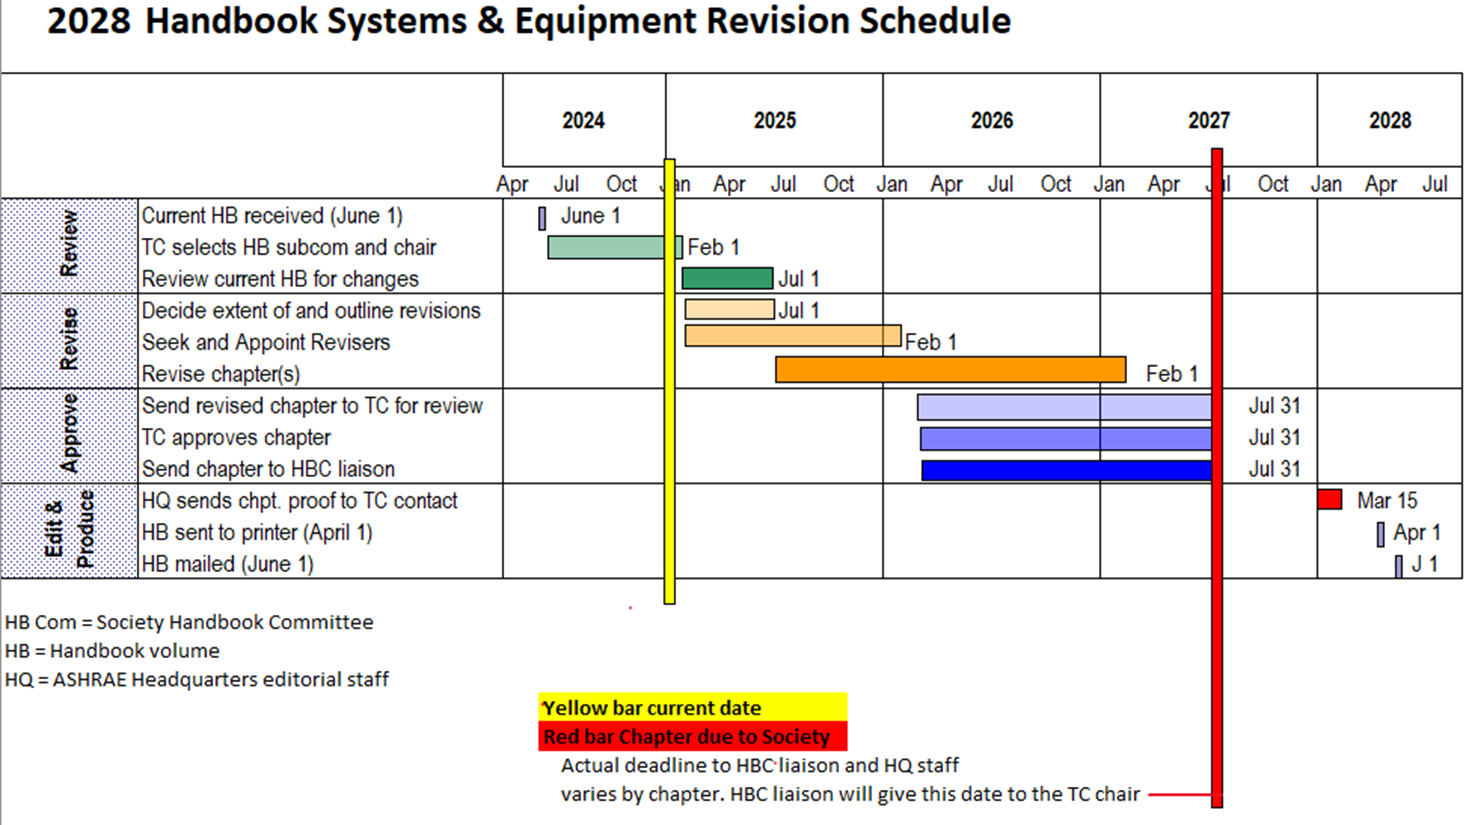 2028 Handbook Systems & Equipment Revision Schedule
2024 2025 2026 2027 2028
Apr Jul Oct Jan Apr Jul Oct Jan Apr Jul Oct Jan Apr Jul Oct Jan Apr Jul
Review
Current HB received (June 1) June 1
TC selects HB subcom and chair Feb 1
Review current HB for changes Jul 1
Revise
Decide extent of and outline revisions Jul 1
Seek and Appoint Revisers Feb 1
Revise chapter(s) Feb 1
Approve
Send revised chapter to TC for review Jul 31
TC approves chapter Jul 31
Send chapter to HBC liaison Jul 31
Edit &
Produce
HQ sends chpt. proof to TC contact Mar 15
HB sent to printer (April 1) Apr 1
HB mailed (June 1) J 1
HB Com = Society Handbook Committee
HB = Handbook volume
HQ = ASHRAE Headquarters editorial staff
Yellow bar current date
Red bar Chapter due to Society
Actual deadline to HBC liaison and HQ staff
varies by chapter. HBC liaison will give this date to the TC chair